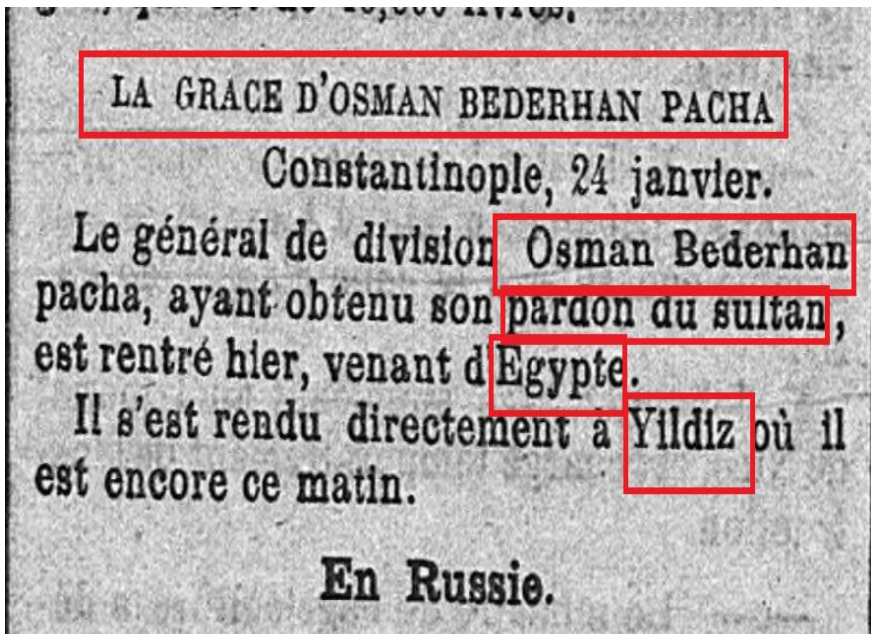 LA GRACE D'OSMAN BEDERHAN PACHA
Constantinople, 24 janvier.
Le général de division Osman Bederhan
pacha, ayant obtenu son pardon du sultan,
est rentré hier, venant d'Egypte.
Il s'est rendu directement à Yildiz où il
est encore ce matin.
En Russie.